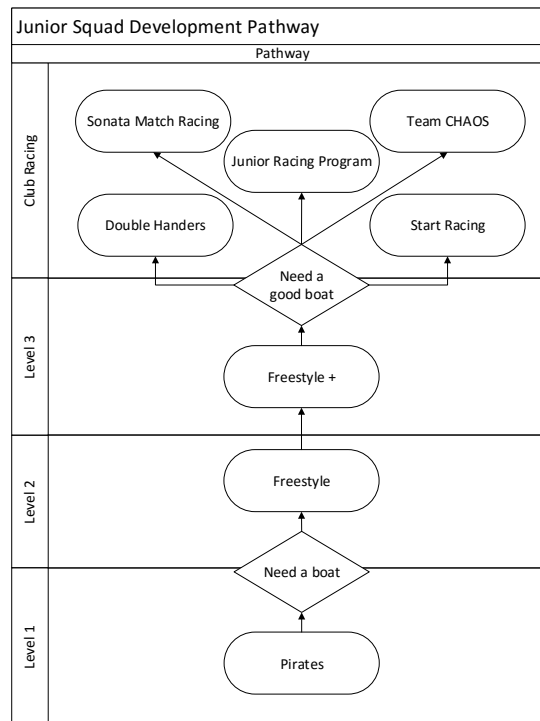 Junior Squad Development Pathway
Pathway
Club Racing
Sonata Match Racing
Team CHAOS
Junior Racing Program
Double Handers
Start Racing
Need a
good boat
Level 3
Freestyle +
Level 2
Freestyle
Need a boat
Level 1
Pirates